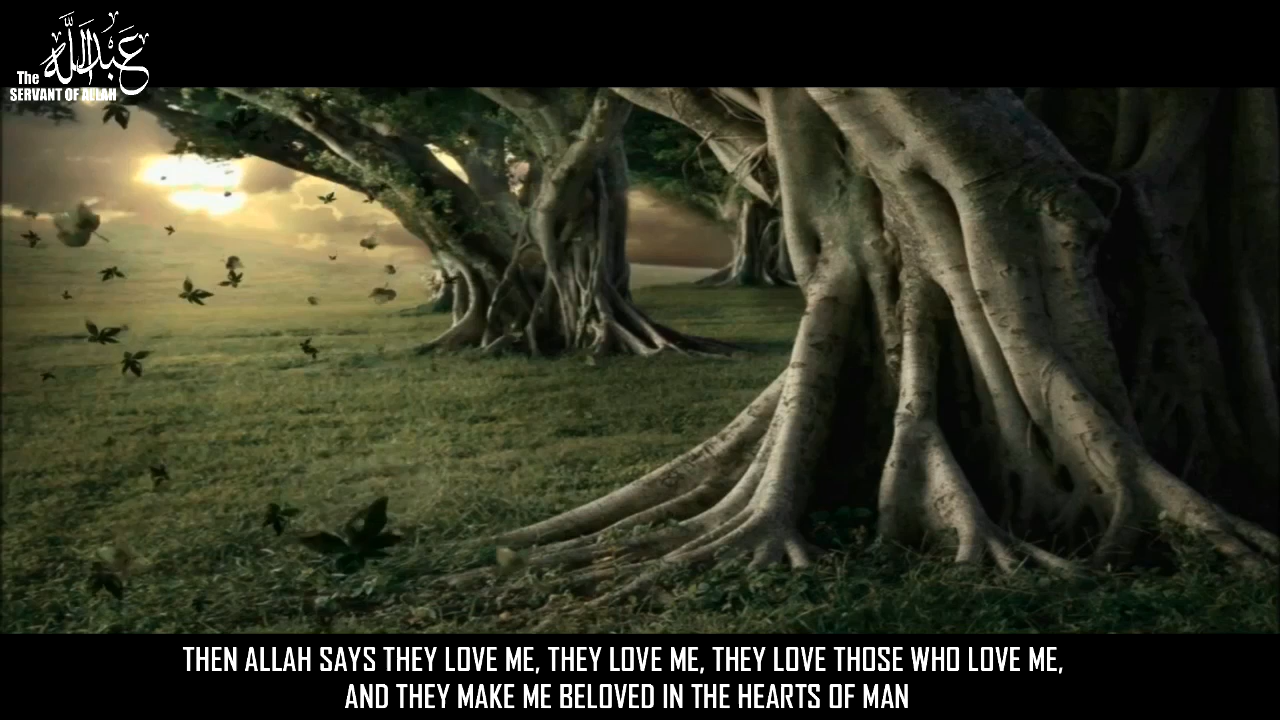 عبدالله
The
SERVANT OF ALLAH
THEN ALLAH SAYS THEY LOVE ME, THEY LOVE ME, THEY LOVE THOSE WHO LOVE ME,
AND THEY MAKE ME BELOVED IN THE HEARTS OF MAN